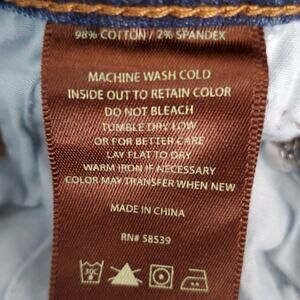 98% COTTON / 2% SPANDEX
MACHINE WASH COLD
INSIDE OUT TO RETAIN COLOR
DO NOT BLEACH
TUMBLE DRY LOW
OR FOR BETTER CARE
LAY FLAT TO DRY
WARM IRON IF NECESSARY
COLOR MAY TRANSFER WHEN NEW
MADE IN CHINA
RN# 58539
30C